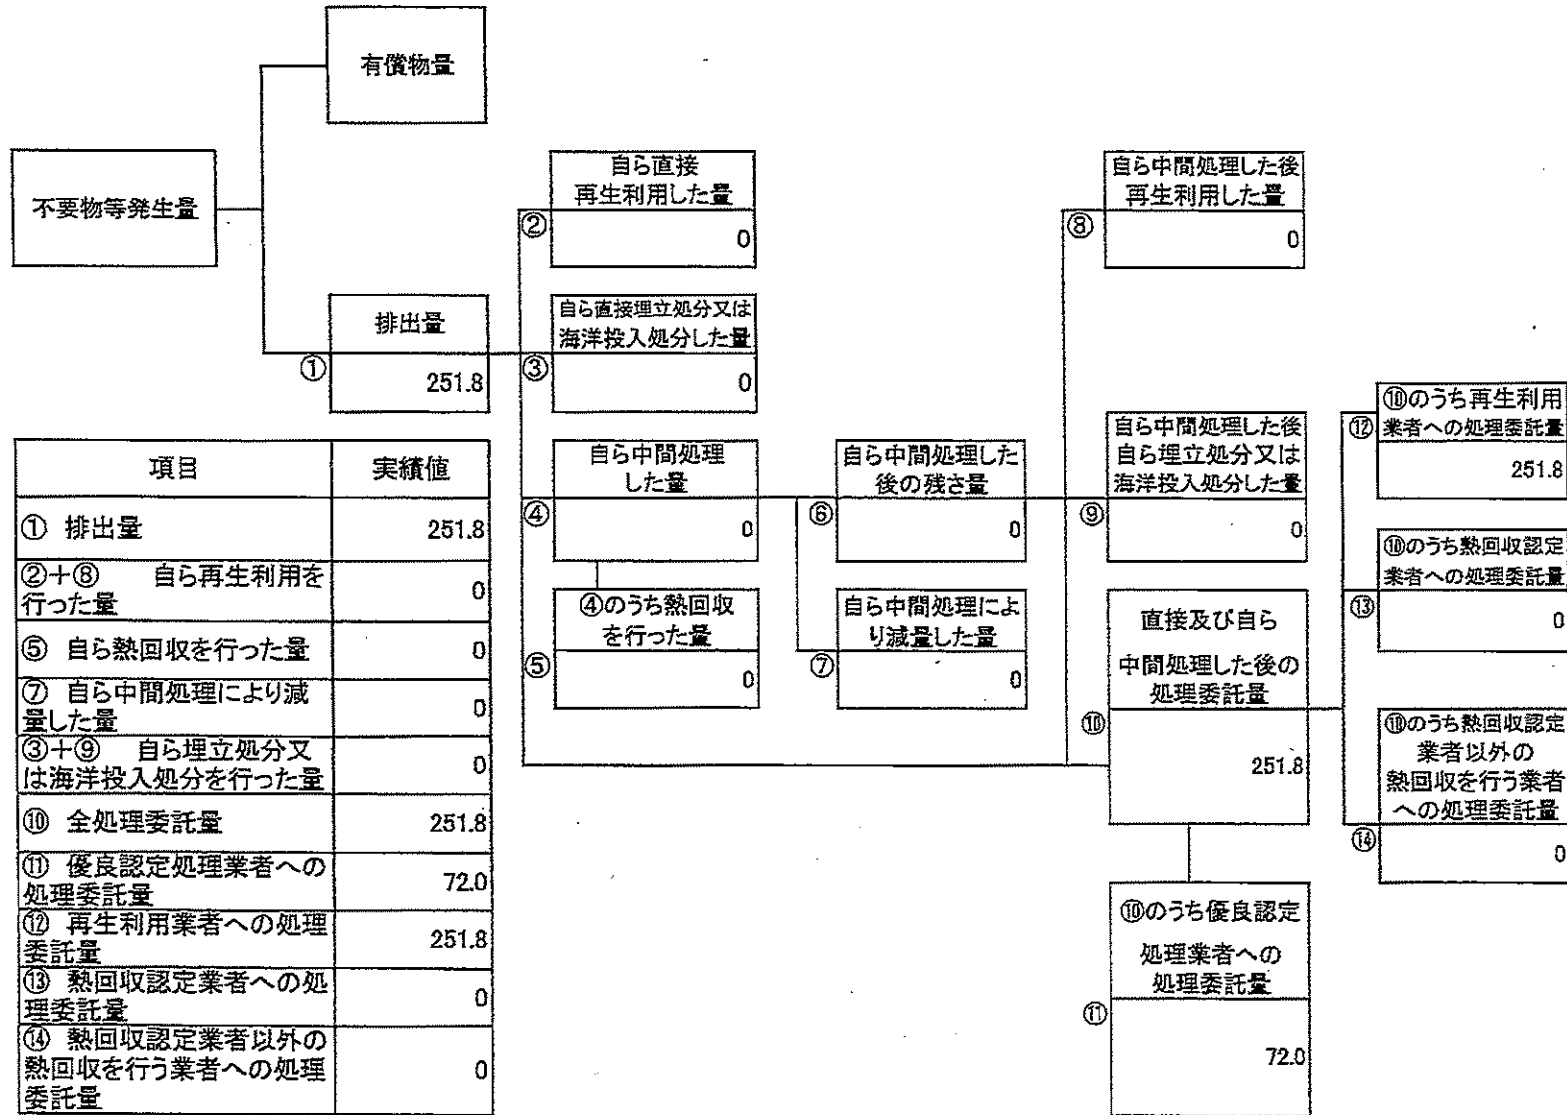 有償物量
不要物等発生量
排出量
①
251.8
自ら直接
再生利用した量
②
0
自ら直接埋立処分又は
海洋投入処分した量
③
0
自ら中間処理
した量
④
0
④のうち熱回収
を行った量
⑤
0
自ら中間処理した
後の残さ量
⑥
0
自ら中間処理によ
り減量した量
⑦
0
自ら中間処理した後
再生利用した量
⑧
0
自ら中間処理した後
自ら埋立処分又は
海洋投入処分した量
⑨
0
直接及び自ら
中間処理した後の
処理委託量
⑩
251.8
⑩のうち優良認定
処理業者への
処理委託量
⑪
72.0
⑩のうち再生利用
業者への処理委託量
⑫
251.8
⑩のうち熱回収認定
業者への処理委託量
⑬
0
⑩のうち熱回収認定
業者以外の
熱回収を行う業者
への処理委託量
⑭
0
項目 実績値
① 排出量 251.8
②+⑧ 自ら再生利用を
行った量 0
⑤ 自ら熱回収を行った量 0
⑦ 自ら中間処理により減
量した量 0
③+⑨ 自ら埋立処分又
は海洋投入処分を行った量 0
⑩ 全処理委託量 251.8
⑪ 優良認定処理業者への
処理委託量 72.0
⑫ 再生利用業者への処理
委託量 251.8
⑬ 熱回収認定業者への処
理委託量 0
⑭ 熱回収認定業者以外の
熱回収を行う業者への処理
委託量 0